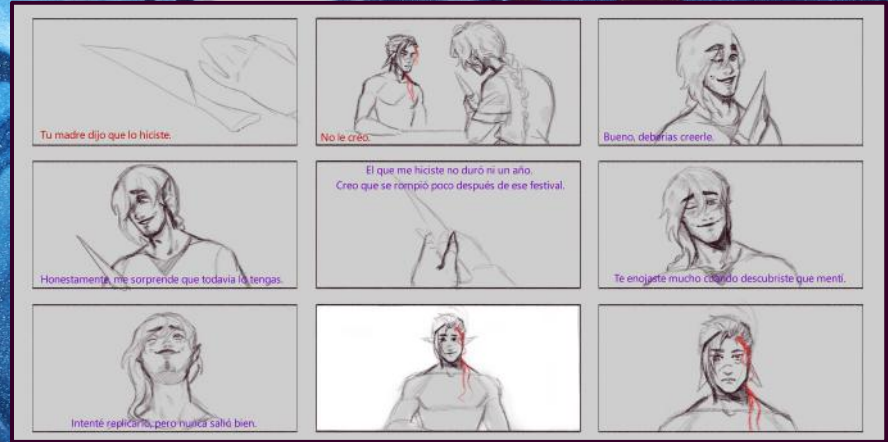 Tu madre dijo que lo hiciste.
No le creo.
Bueno, deberías creerle.
Honestamente, me sorprende que todavía lo tengas.
El que me hiciste no duró ni un año.
Creo que se rompió poco después de ese festival.
Te enojaste mucho cuando descubriste que mentí.
Intenté replicarlo, pero nunca salió bien.